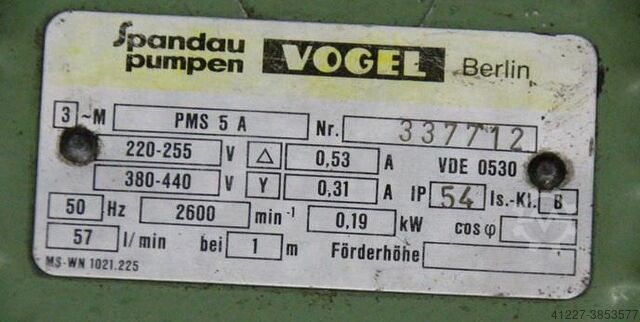 Spandau
pumpen VOGEL Berlin
3 ~M PMS 5 A Nr. 337712
220-255 V △ 0,53 A VDE 0530
380-440 V Y 0,31 A IP 54 Is.-Kl. B
50 Hz 2600 min⁻¹ 0,19 kW cos φ
57 l/min bei 1 m Förderhöhe
MS-WN 1021.225
41227-3853577